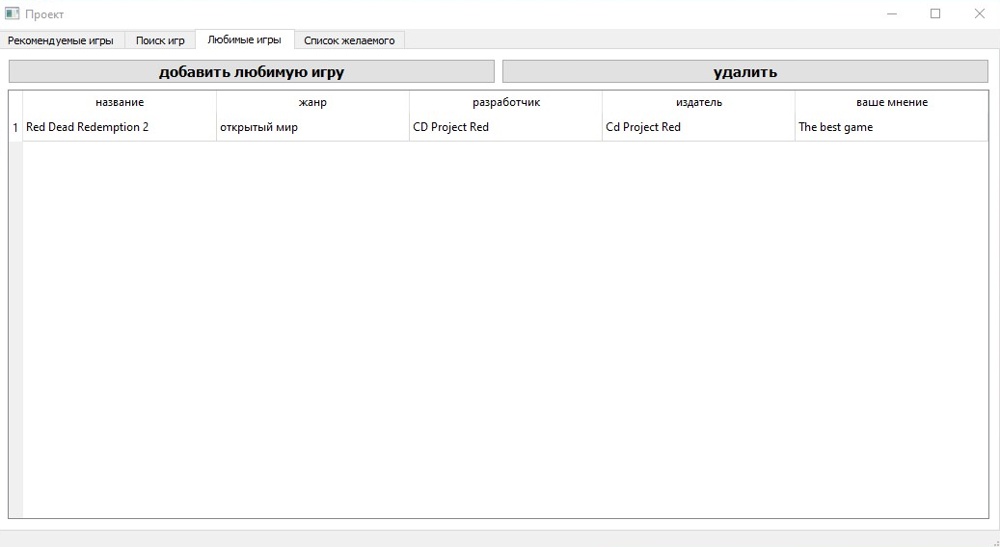 Проект
Рекомендуемые игры Поиск игр Любимые игры Список желаемого
добавить любимую игру удалить
название жанр разработчик издатель ваше мнение
1 Red Dead Redemption 2 открытый мир CD Project Red Cd Project Red The best game